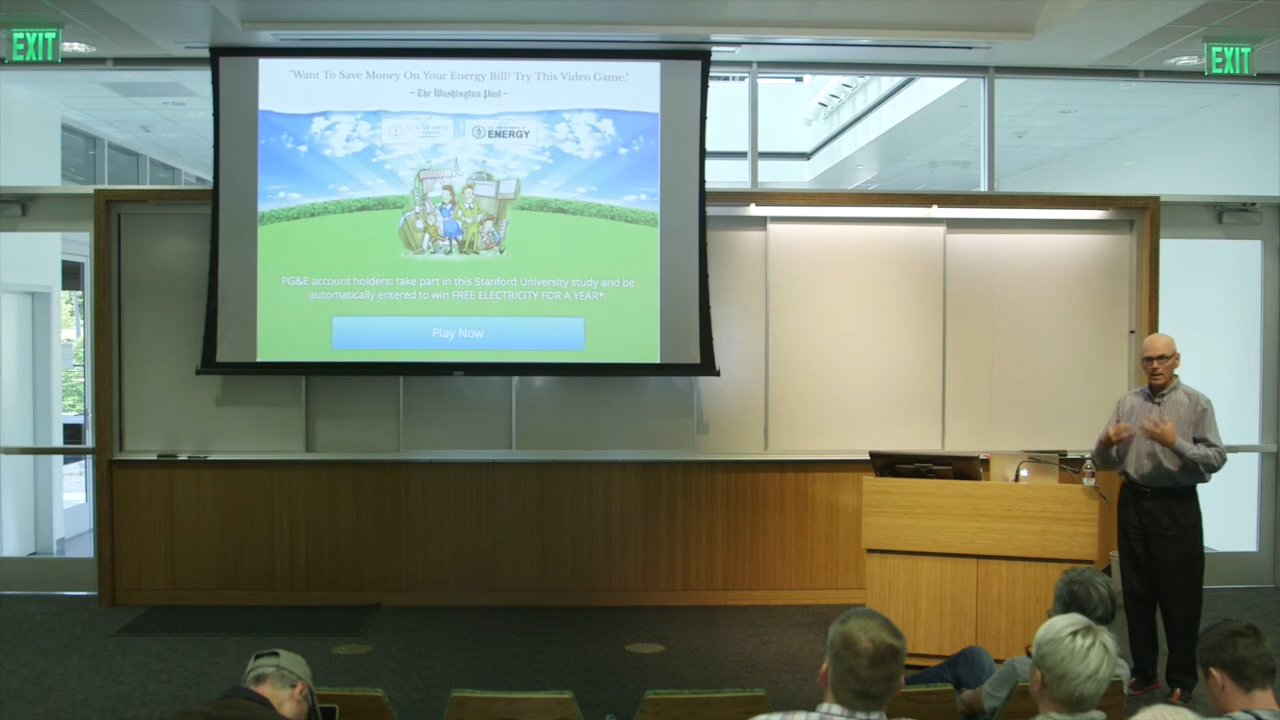 EXIT
EXIT
"Want To Save Money On Your Energy Bill? Try This Video Game."
- The Washington Post -
STANFORD
ENERGY
PG&E account holders: take part in this Stanford University study and be
automatically entered to win FREE ELECTRICITY FOR A YEAR*.
Play Now